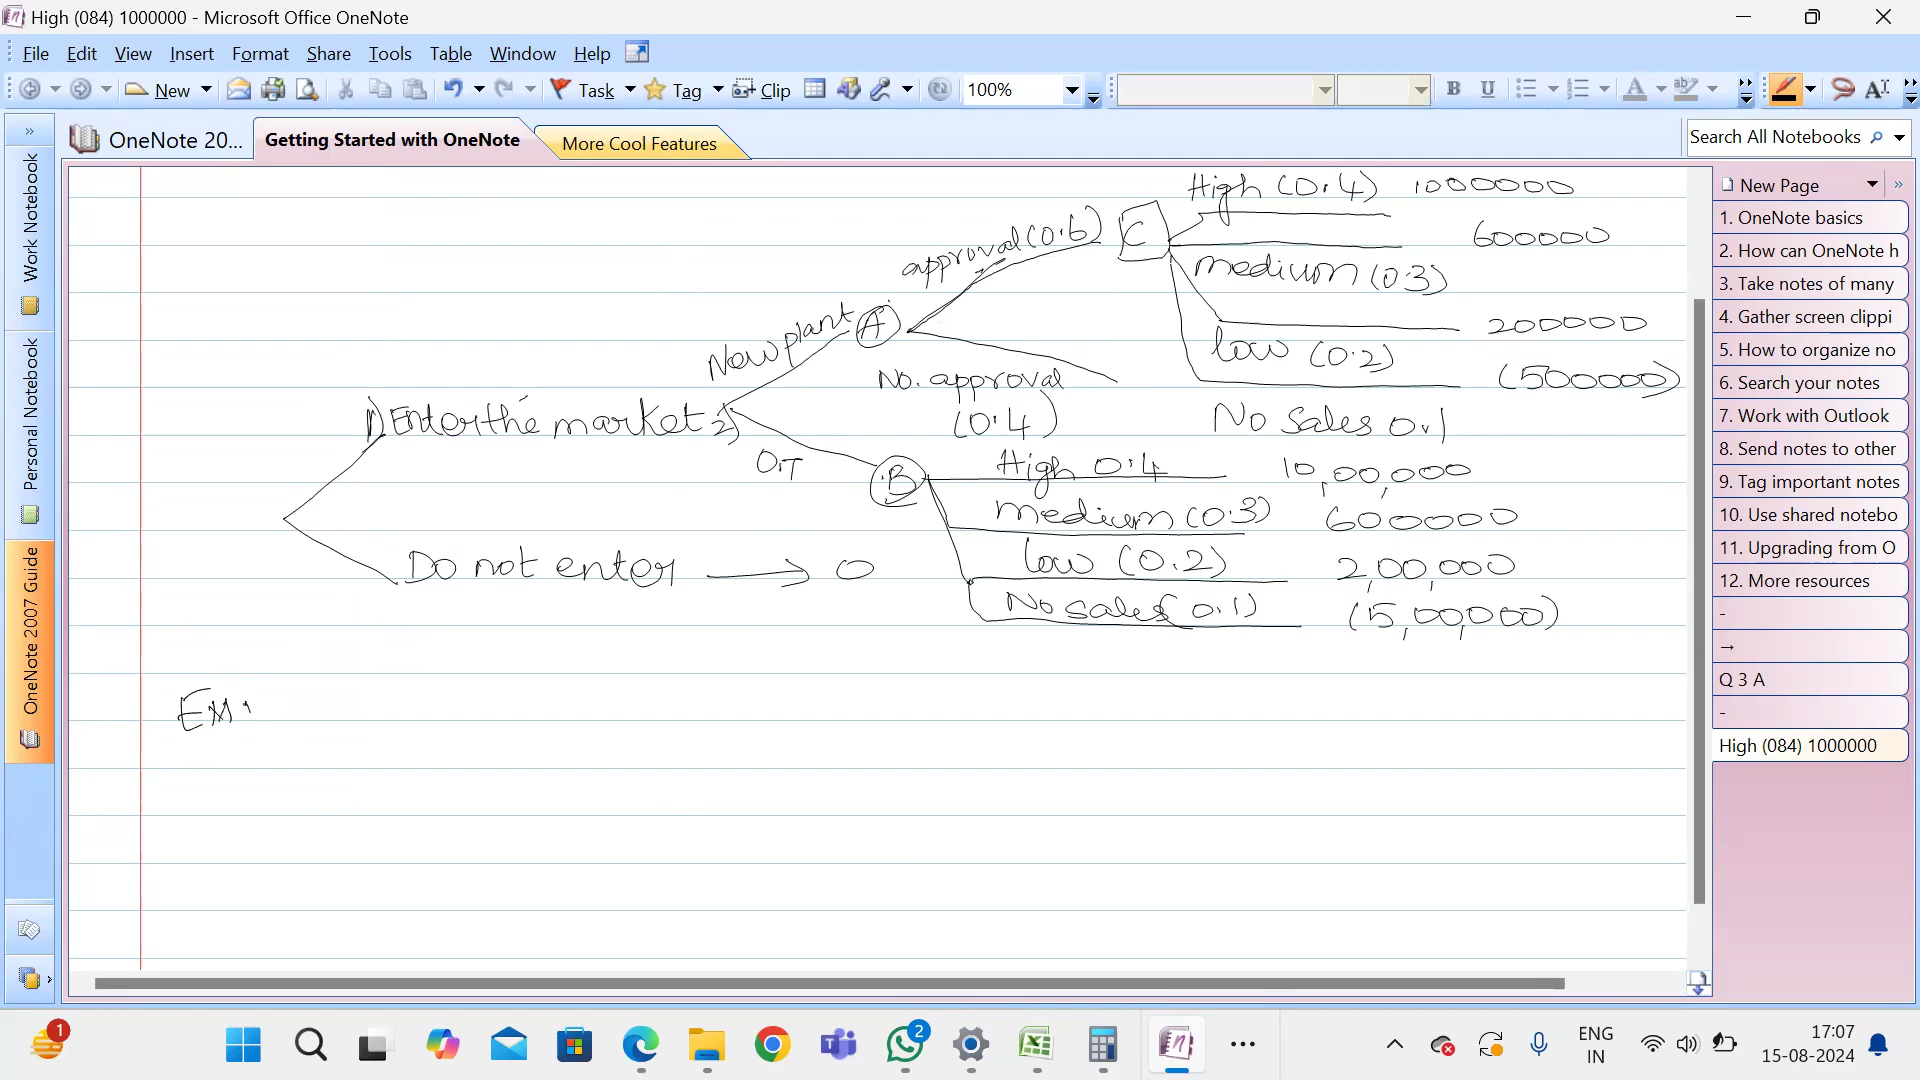 High (084) 1000000 - Microsoft Office OneNote
File Edit View Insert Format Share Tools Table Window Help
New Task Tag Clip 100% B U
OneNote 20... Getting Started with OneNote More Cool Features
Search All Notebooks
Work Notebook
Personal Notebook
OneNote 2007 Guide
High (0.4) 1000000
approval (0.6) C 600000
medium (0.3)
New plant A 200000
low (0.2)
No. approval (500000)
1) Enter the market 2) (0.4) No Sales 0.1
O.T B High 0.4 10,00,000
medium (0.3) 600000
Do not enter → 0 low (0.2) 2,00,000
No sales (0.1) (5,00,000)
EM
New Page
1. OneNote basics
2. How can OneNote h
3. Take notes of many
4. Gather screen clippi
5. How to organize no
6. Search your notes
7. Work with Outlook
8. Send notes to other
9. Tag important notes
10. Use shared notebo
11. Upgrading from O
12. More resources
-
→
Q 3 A
-
High (084) 1000000
1
2
ENG
IN
17:07
15-08-2024